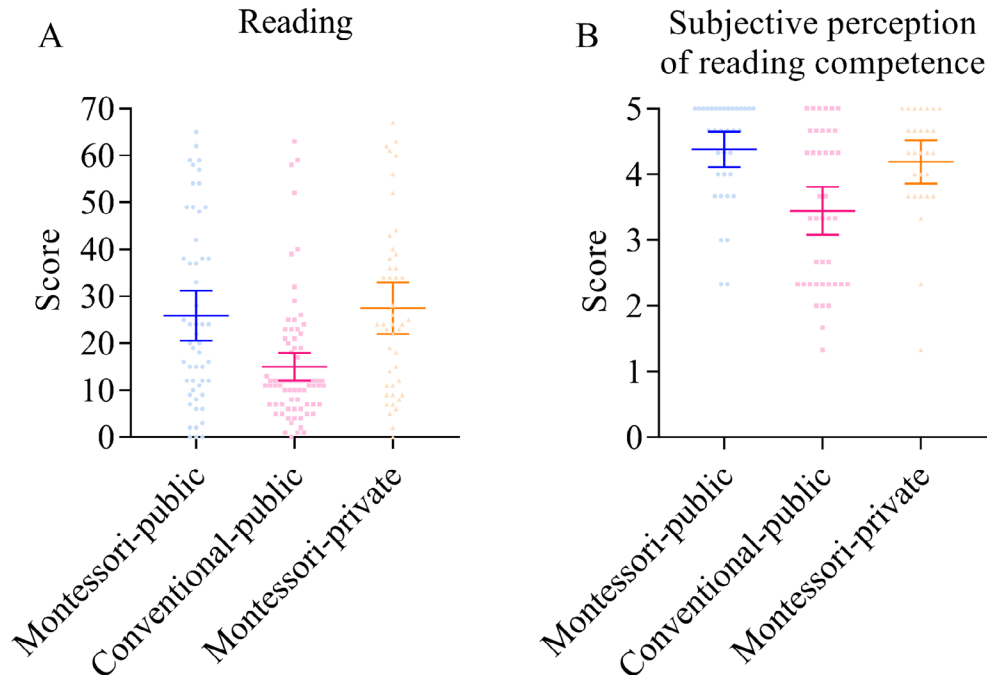 A
Reading
Score
70
60
50
40
30
20
10
0
Montessori-public
Conventional-public
Montessori-private
B
Subjective perception
of reading competence
Score
5
4
3
2
1
0
Montessori-public
Conventional-public
Montessori-private